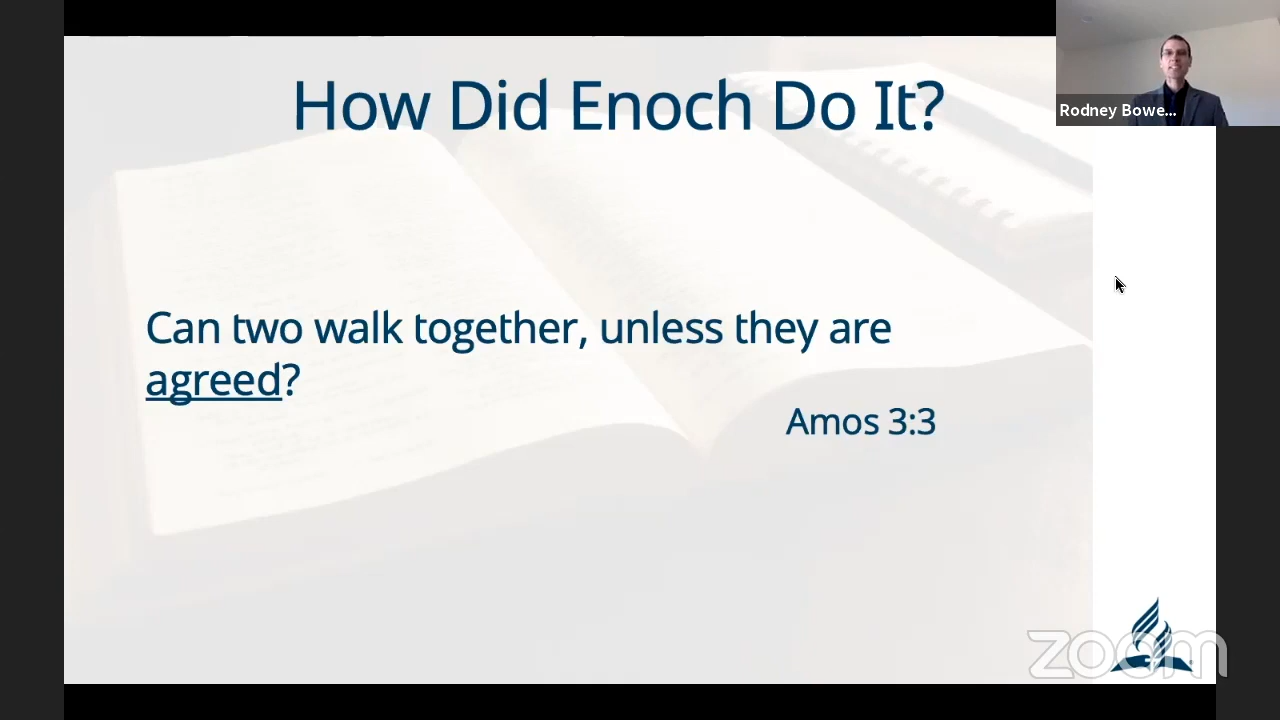 How Did Enoch Do It?
Rodney Bowe...
Can two walk together, unless they are
agreed?
Amos 3:3
zoom